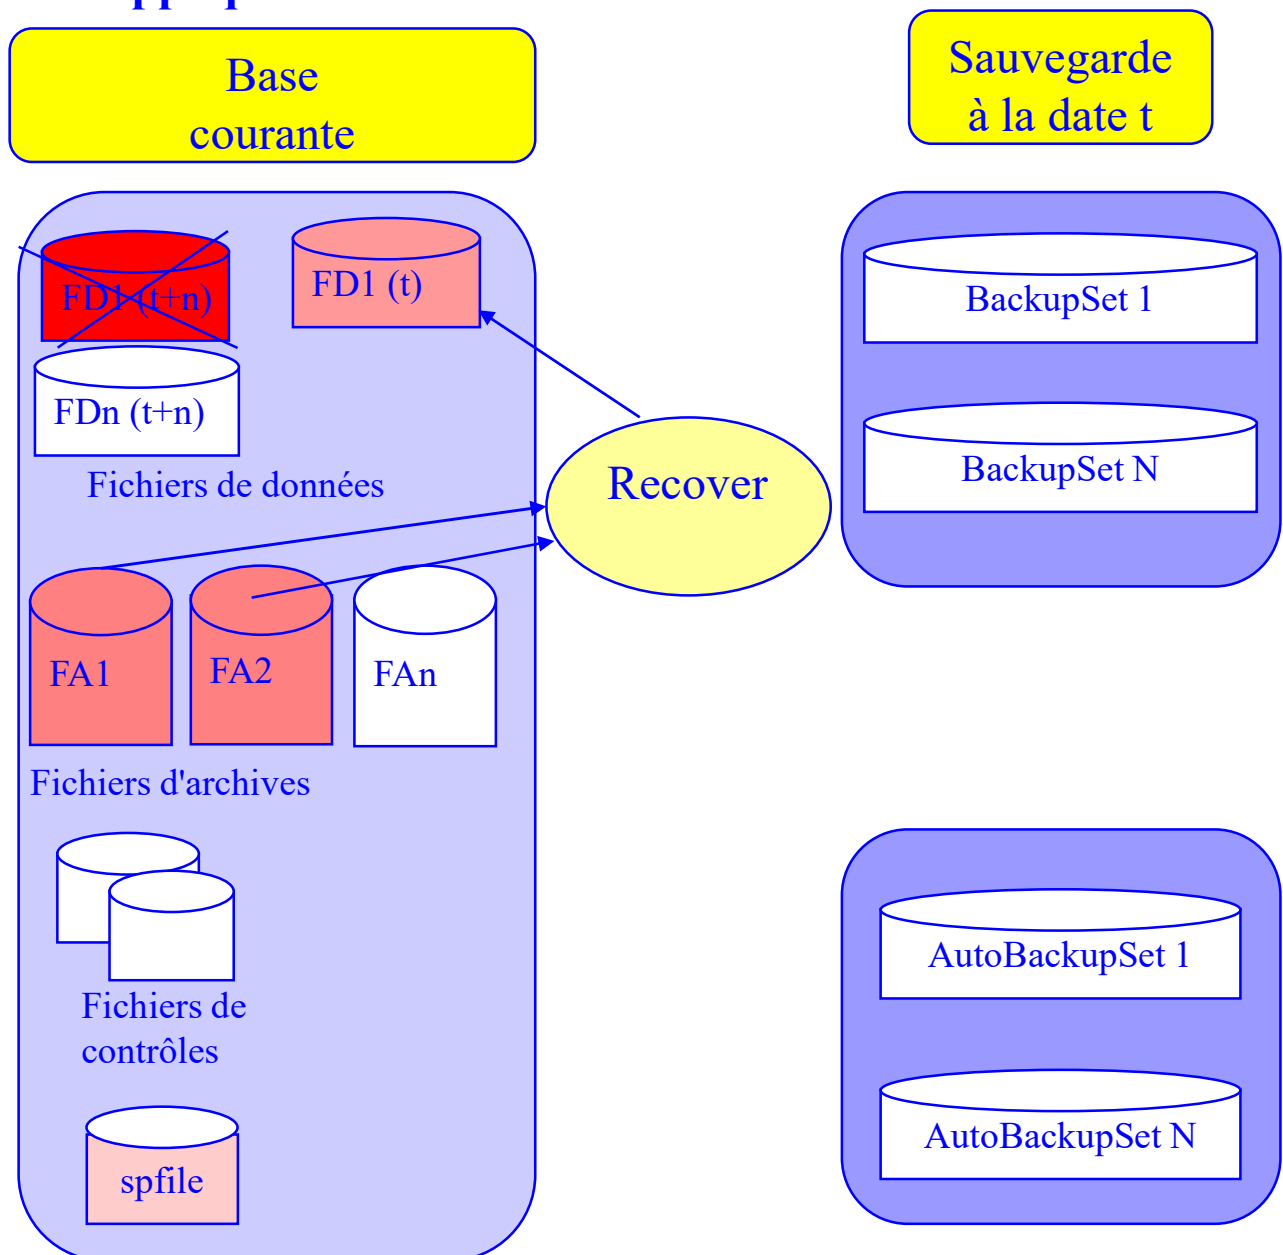 Base
courante
Sauvegarde
à la date t
FD1 (t+n)
FD1 (t)
FDn (t+n)
Fichiers de données
Recover
BackupSet 1
BackupSet N
FA1
FA2
FAn
Fichiers d'archives
Fichiers de
contrôles
spfile
AutoBackupSet 1
AutoBackupSet N